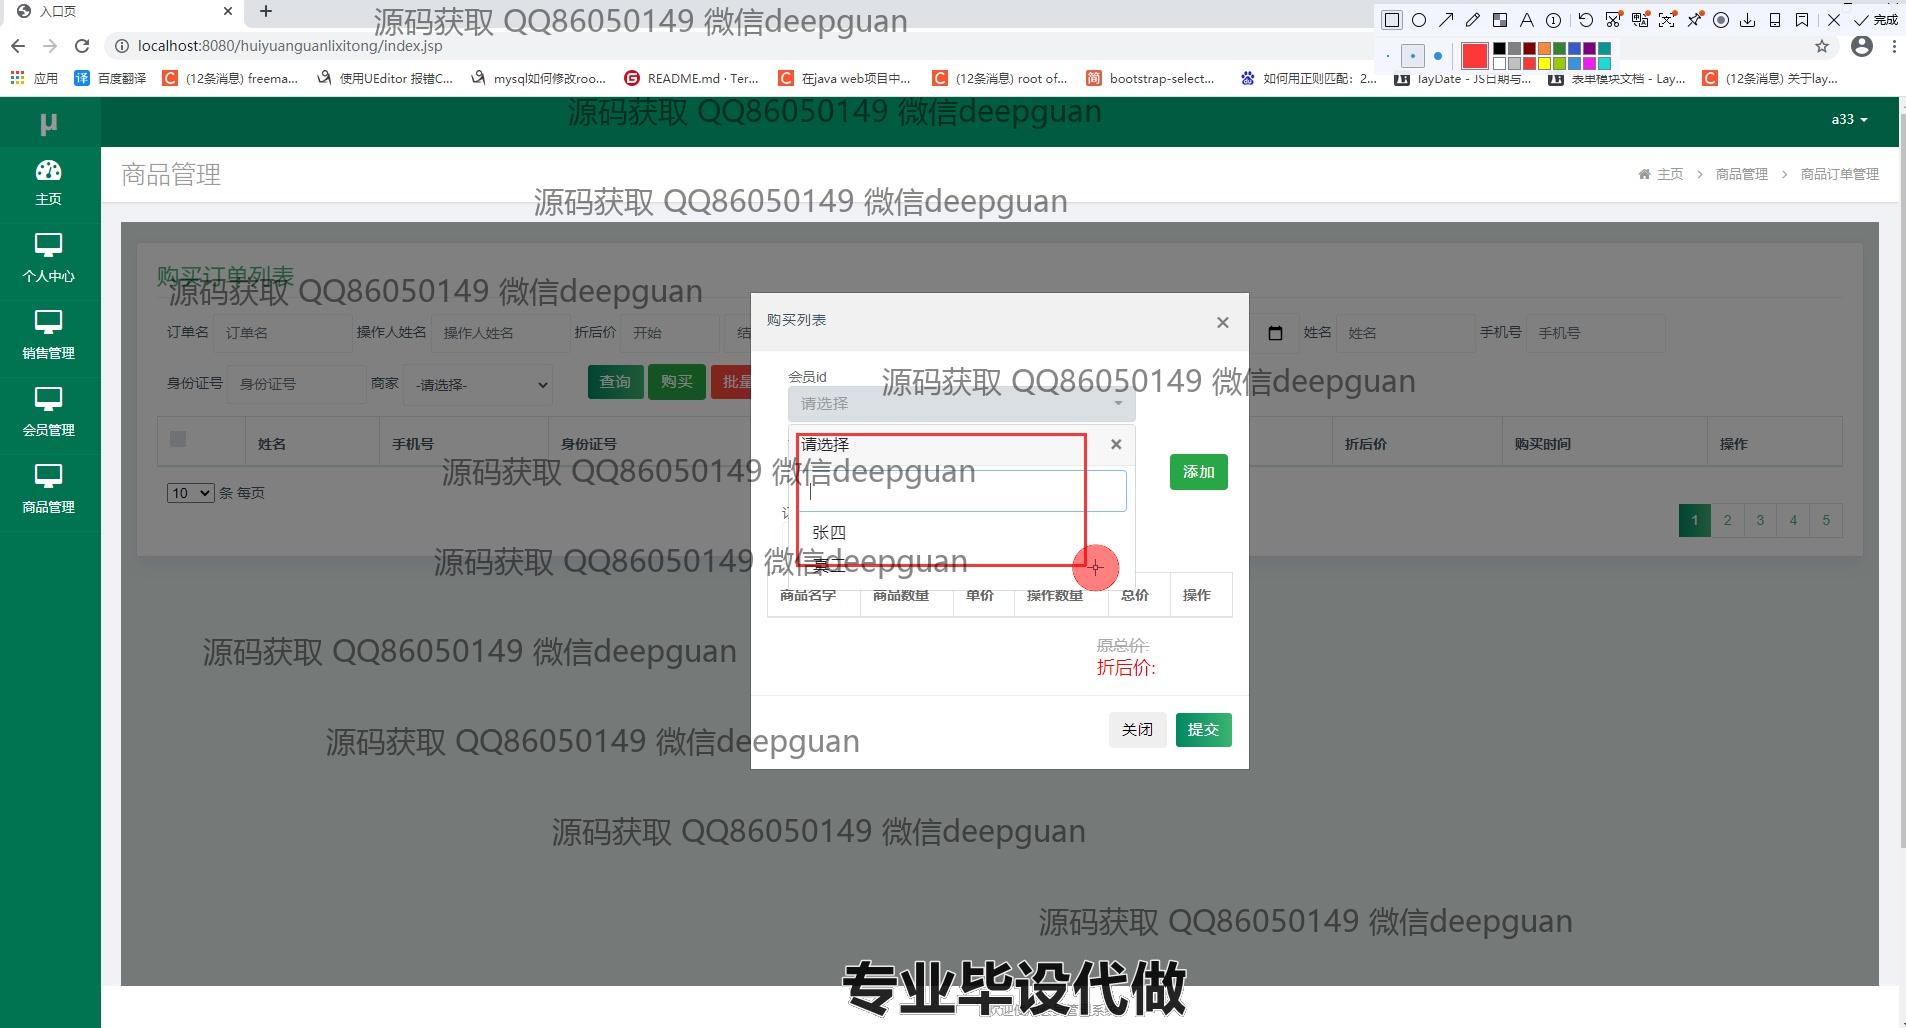 入口页
源码获取 QQ86050149 微信deepguan
完成
localhost:8080/huiyuanguanlixitong/index.jsp
应用
百度翻译
(12条消息) freema...
使用UEditor 报错C...
mysql如何修改roo...
README.md · Ter...
在java web项目中...
(12条消息) root of...
bootstrap-select...
如何用正则匹配：2...
layDate - JS日期号...
表单模块文档 - Lay...
(12条消息) 关于lay...
源码获取 QQ86050149 微信deepguan
μ
a33
主页
个人中心
销售管理
会员管理
商品管理
商品管理
主页 > 商品管理 > 商品订单管理
源码获取 QQ86050149 微信deepguan
购买订单列表
源码获取 QQ86050149 微信deepguan
订单名 订单名 操作人姓名 操作人姓名 折后价 开始 结
姓名 姓名 手机号 手机号
身份证号 身份证号 商家 -请选择- 查询 购买 批量
姓名 手机号 身份证号
折后价 购买时间 操作
10 条 每页
1 2 3 4 5
购买列表 ×
会员id
源码获取 QQ86050149 微信deepguan
请选择
请选择 ×
源码获取 QQ86050149 微信deepguan
添加
张四
源码获取 QQ86050149 微信deepguan
商品名字 商品数量 单价 操作数量 总价 操作
原总价:
折后价:
源码获取 QQ86050149 微信deepguan
关闭 提交
源码获取 QQ86050149 微信deepguan
源码获取 QQ86050149 微信deepguan
源码获取 QQ86050149 微信deepguan
专业毕设代做